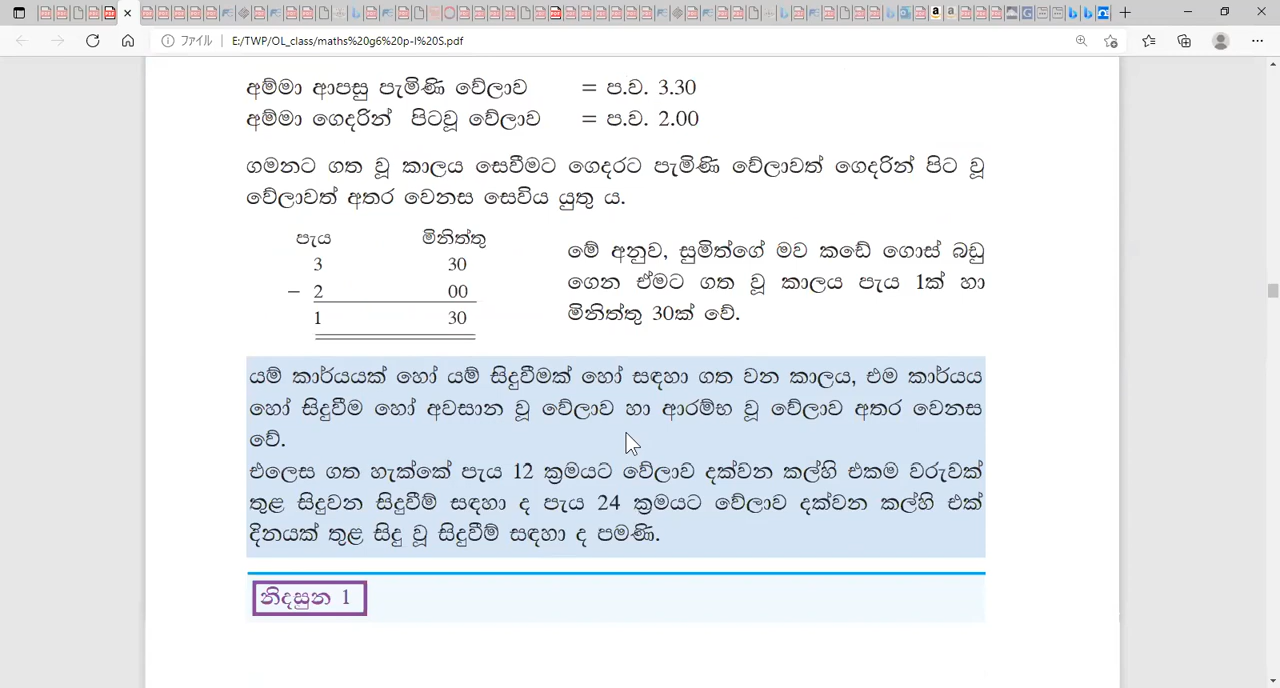 ファイル E:/TWP/OL_class/maths%20g6%20p1%20S.pdf
අම්මා ආපසු පැමිණි වේලාව = ප.ව. 3.30
අම්මා ගෙදරින් පිටවූ වේලාව = ප.ව. 2.00
ගමනට ගත වූ කාලය සෙවීමට ගෙදරට පැමිණි වේලාවත් ගෙදරින් පිට වූ
වේලාවත් අතර වෙනස සෙවිය යුතු ය.
පැය මිනිත්තු
3 30
– 2 00
1 30
මේ අනුව, සුමිත්ගේ මව කඩේ ගොස් බඩු
ගෙන ඒමට ගත වූ කාලය පැය 1ක් හා
මිනිත්තු 30ක් වේ.
යම් කාර්යයක් හෝ යම් සිදුවීමක් හෝ සඳහා ගත වන කාලය, එම කාර්යය
හෝ සිදුවීම හෝ අවසාන වූ වේලාව හා ආරම්භ වූ වේලාව අතර වෙනස
වේ.
එලෙස ගත හැක්කේ පැය 12 ක්‍රමයට වේලාව දක්වන කල්හි එකම වරුවක්
තුළ සිදුවන සිදුවීම් සඳහා ද පැය 24 ක්‍රමයට වේලාව දක්වන කල්හි එක්
දිනයක් තුළ සිදු වූ සිදුවීම් සඳහා ද පමණි.
නිදසුන 1